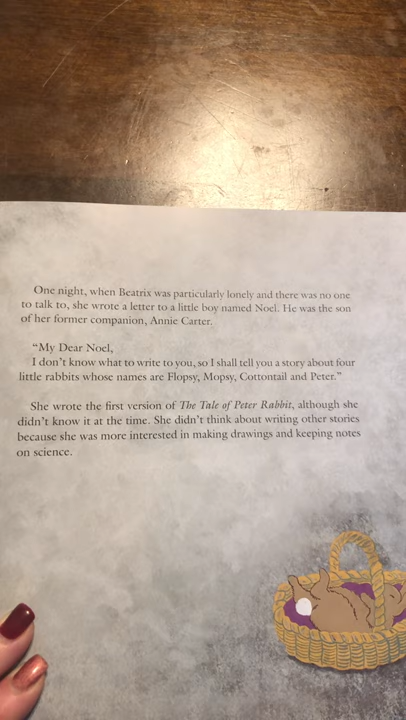 One night, when Beatrix was particularly lonely and there was no one
to talk to, she wrote a letter to a little boy named Noel. He was the son
of her former companion, Annie Carter.
“My Dear Noel,
I don’t know what to write to you, so I shall tell you a story about four
little rabbits whose names are Flopsy, Mopsy, Cottontail and Peter.”
She wrote the first version of The Tale of Peter Rabbit, although she
didn’t know it at the time. She didn’t think about writing other stories
because she was more interested in making drawings and keeping notes
on science.